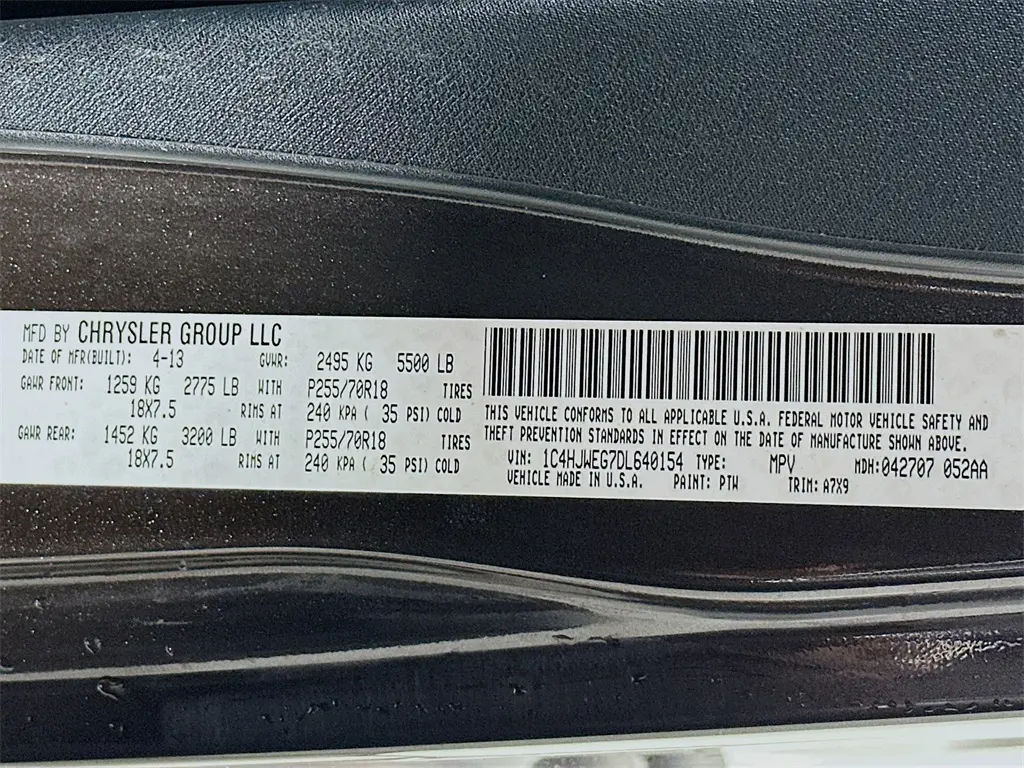 MFD BY CHRYSLER GROUP LLC
DATE OF MFR(BUILT): 4-13 GVWR: 2495 KG 5500 LB
GAWR FRONT: 1259 KG 2775 LB WITH P255/70R18 TIRES
18X7.5 RIMS AT 240 KPA ( 35 PSI) COLD
GAWR REAR: 1452 KG 3200 LB WITH P255/70R18 TIRES
18X7.5 RIMS AT 240 KPA ( 35 PSI) COLD
THIS VEHICLE CONFORMS TO ALL APPLICABLE U.S.A. FEDERAL MOTOR VEHICLE SAFETY AND
THEFT PREVENTION STANDARDS IN EFFECT ON THE DATE OF MANUFACTURE SHOWN ABOVE.
VIN: 1C4HJWEG7DL640154 TYPE: MPV MDH:042707 052AA
VEHICLE MADE IN U.S.A. PAINT: PTW TRIM: A7X9